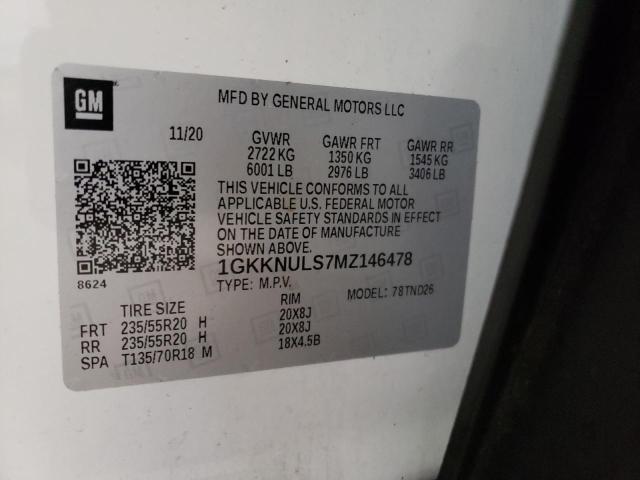 GM
MFD BY GENERAL MOTORS LLC
11/20 GVWR GAWR FRT GAWR RR
2722 KG 1350 KG 1545 KG
6001 LB 2976 LB 3406 LB
THIS VEHICLE CONFORMS TO ALL
APPLICABLE U.S. FEDERAL MOTOR
VEHICLE SAFETY STANDARDS IN EFFECT
ON THE DATE OF MANUFACTURE
SHOWN ABOVE.
8624
1GKKNULS7MZ146478
TYPE: M.P.V. MODEL: 78TND26
TIRE SIZE RIM
FRT 235/55R20 H 20X8J
RR 235/55R20 H 20X8J
SPA T135/70R18 M 18X4.5B